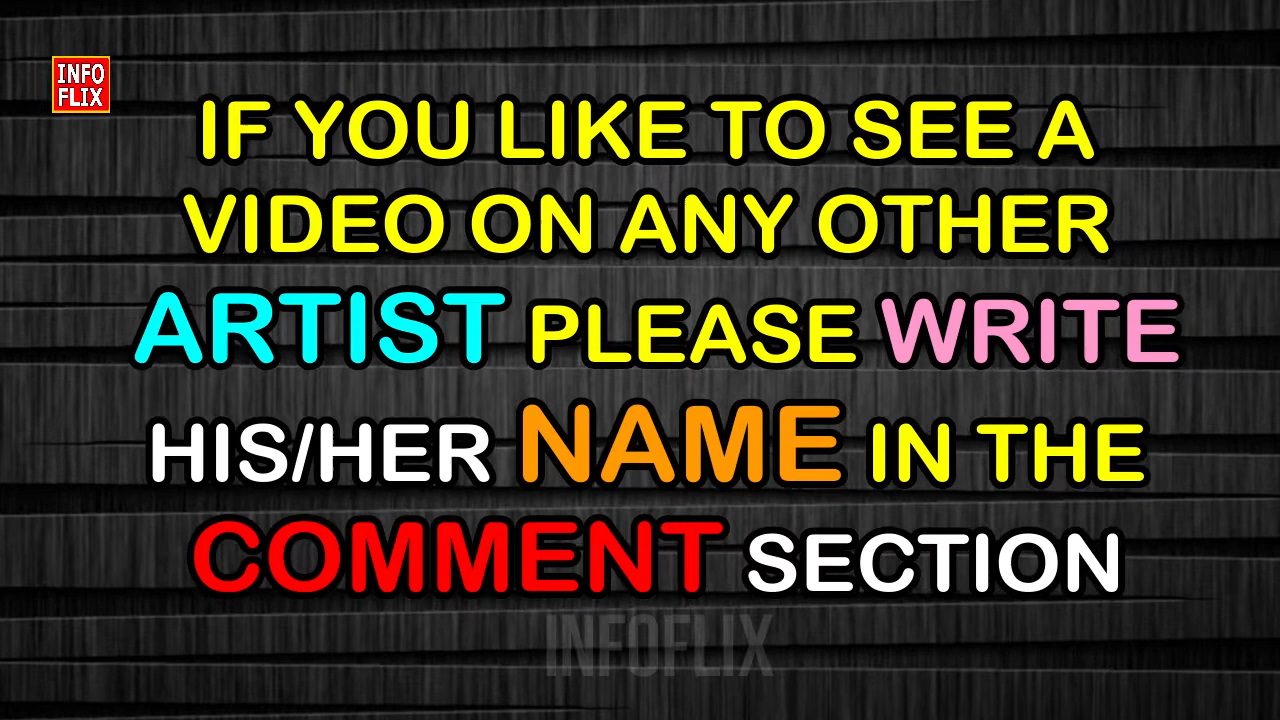 INFO
FLIX
IF YOU LIKE TO SEE A
VIDEO ON ANY OTHER
ARTIST PLEASE WRITE
HIS/HER NAME IN THE
COMMENT SECTION
INFOFLIX